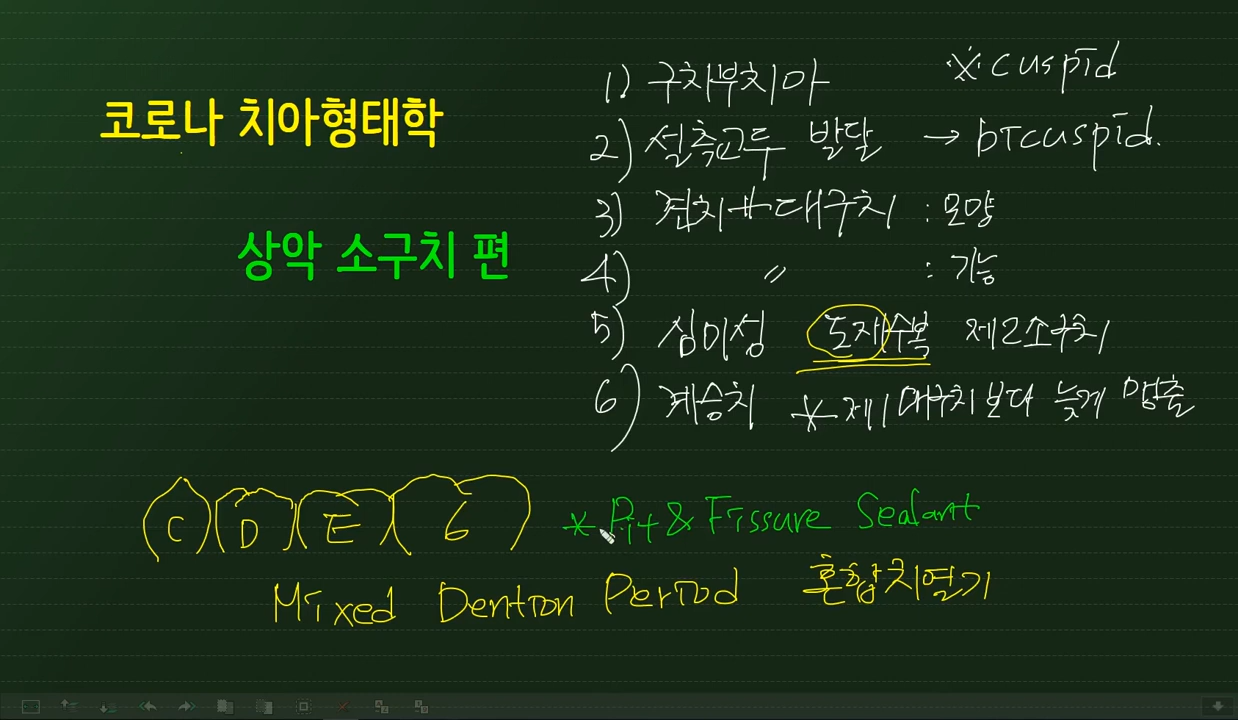 코로나 치아형태학
상악 소구치 편
1) 구치부치아 ※ cuspid
2) 설측교두 발달 → bicuspid.
3) 견치 + 대구치 : 모양
4) 〃 : 기능
5) 심미성 도재수복 제2소구치
6) 계승치 * 제1대구치보다 늦게 맹출
C D E 6
* Pit & Fissure Sealant
Mixed Dention Period 혼합치열기